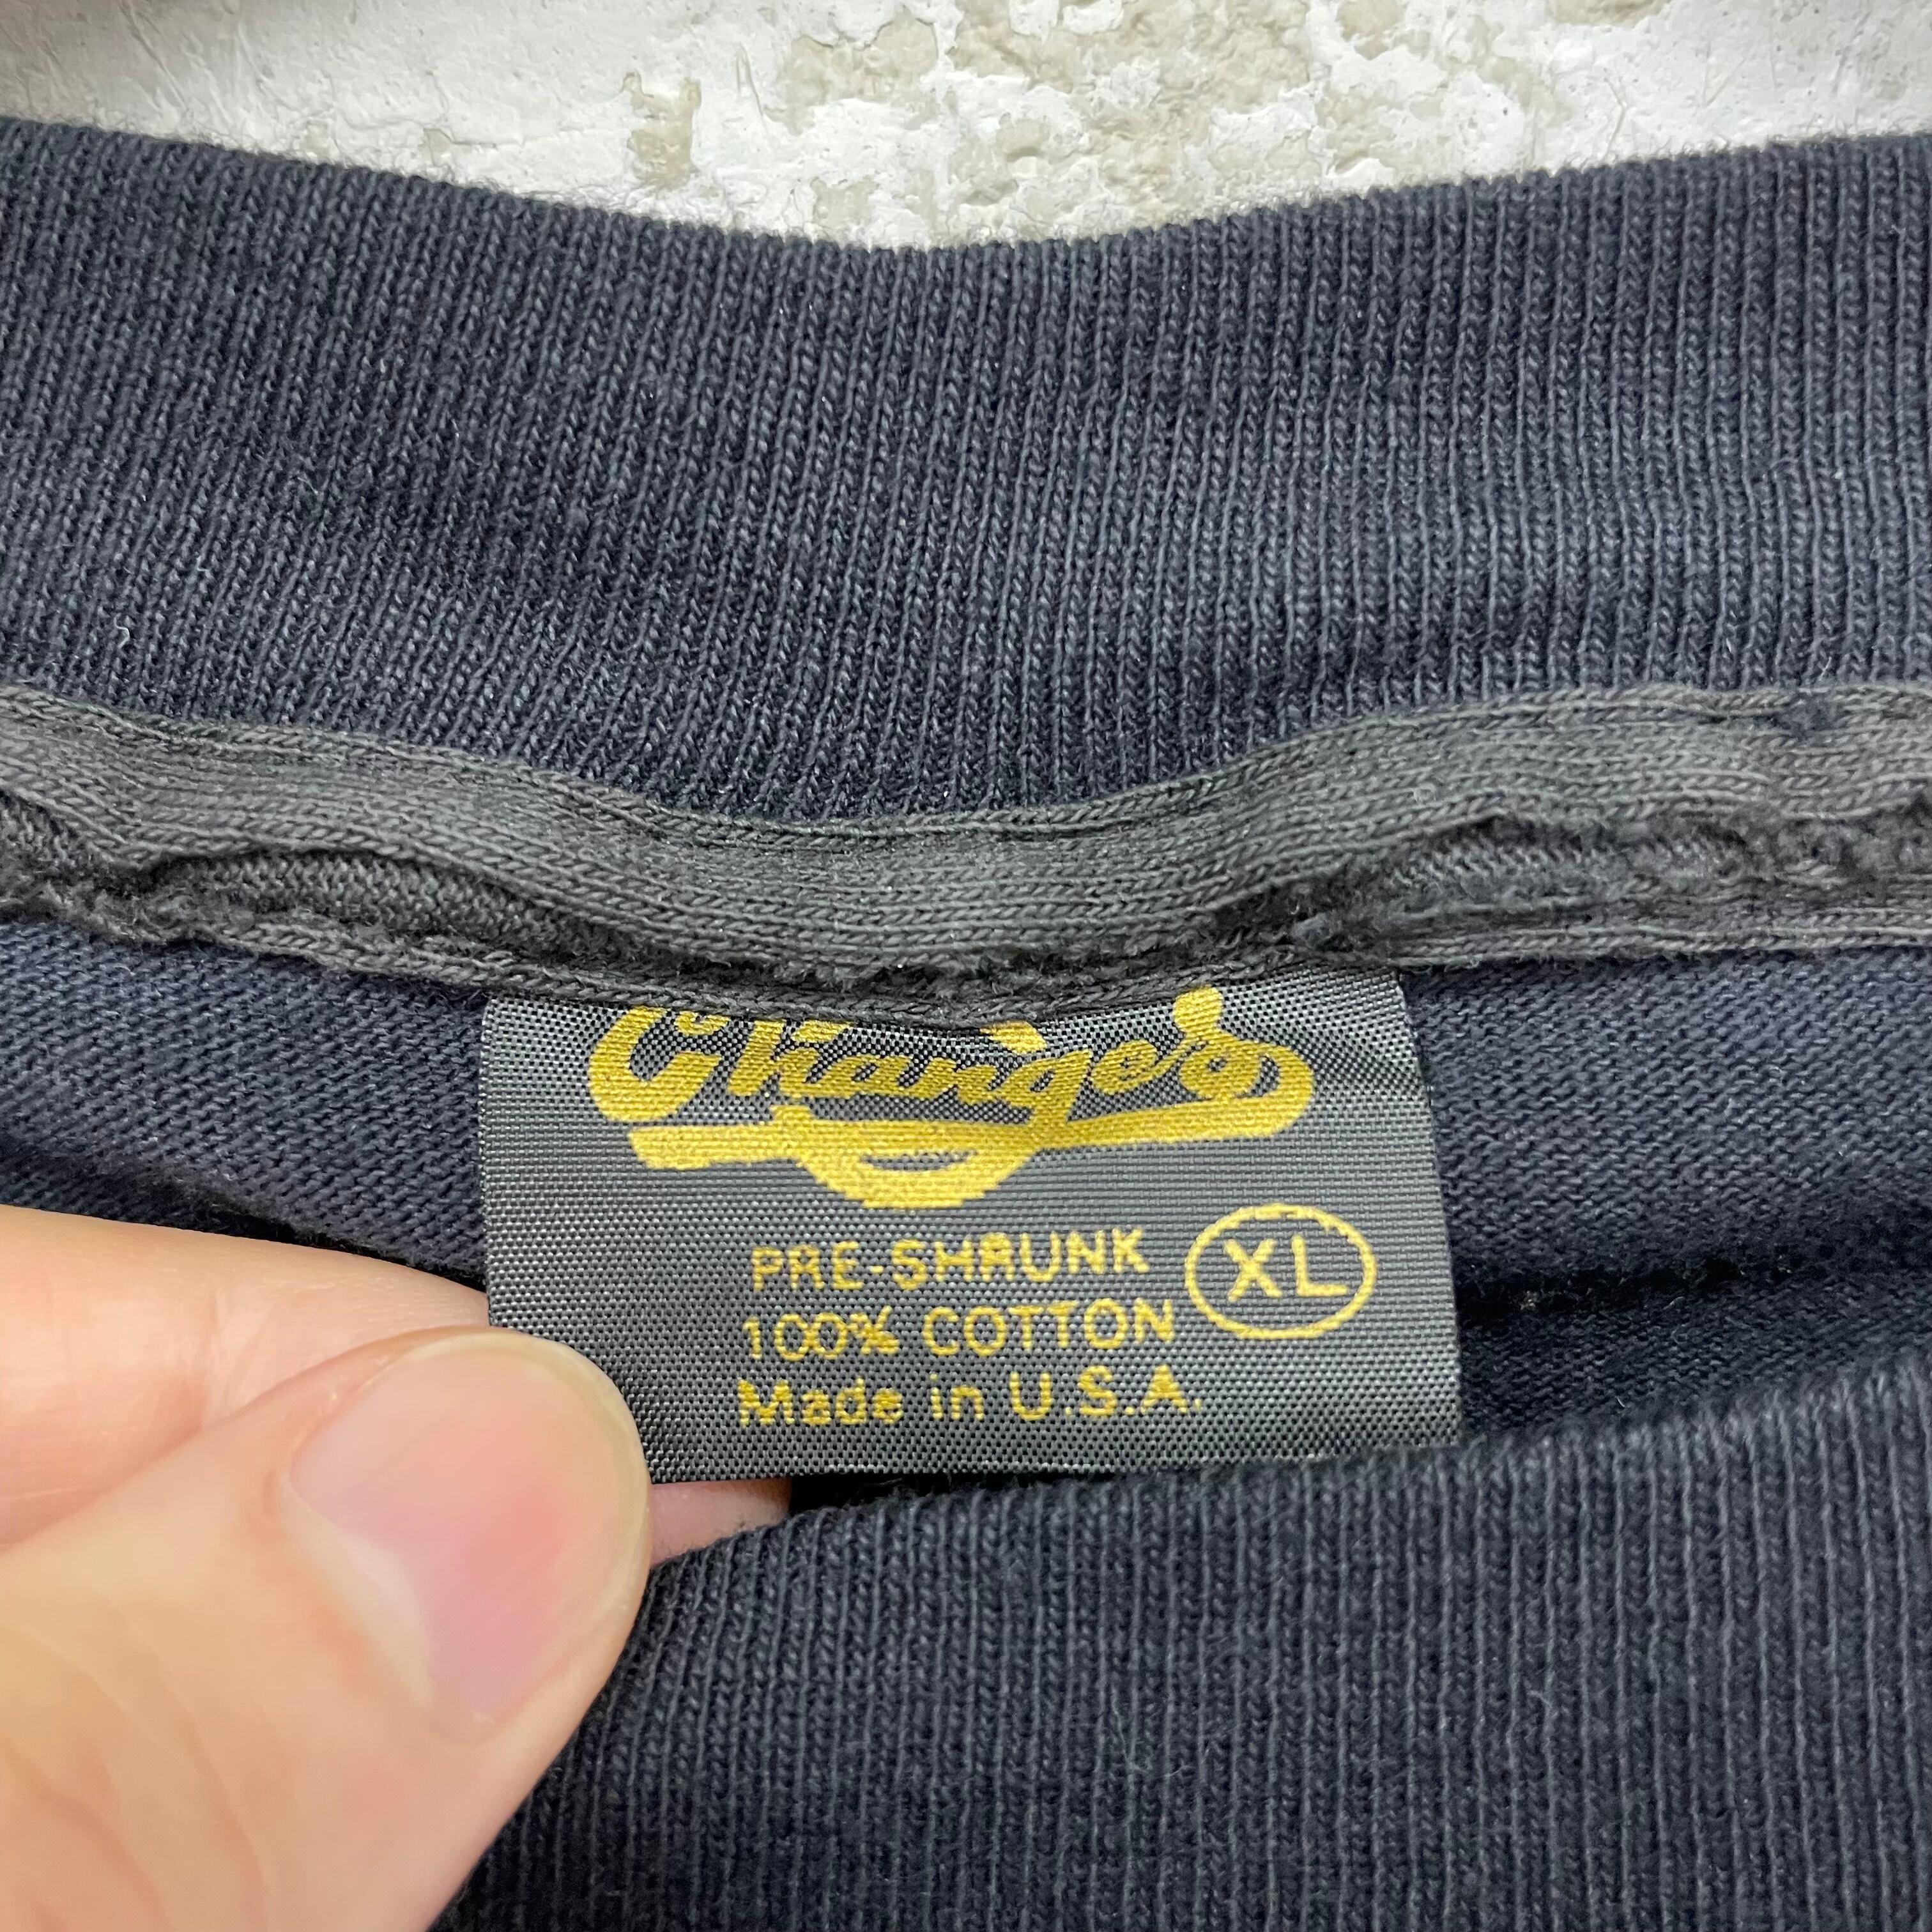 Changes
PRE-SHRUNK XL
100% COTTON
Made in U.S.A.